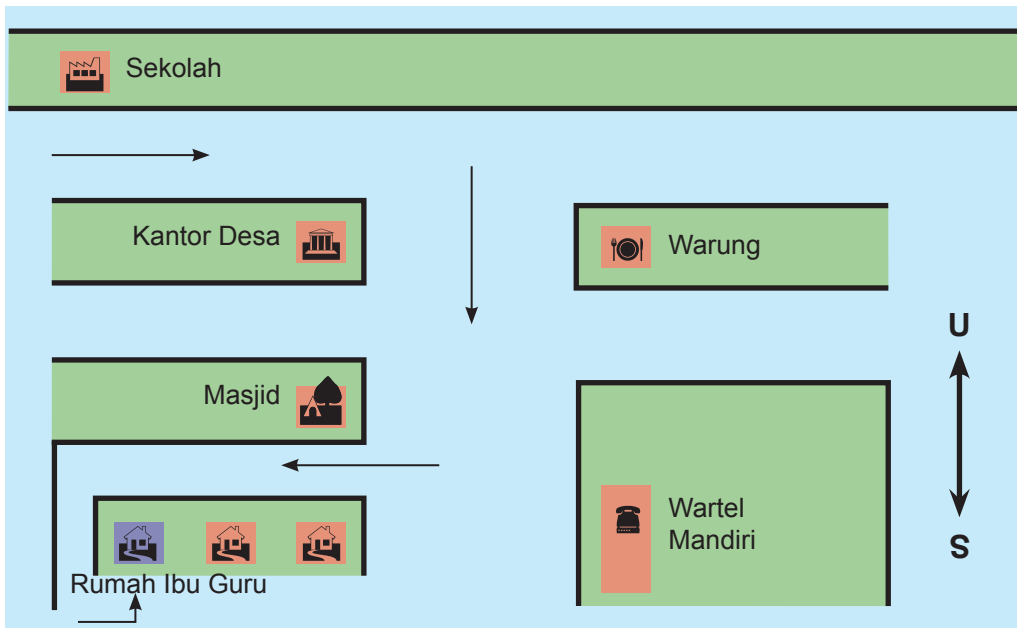 Sekolah
Kantor Desa
Warung
U
Masjid
Wartel
Mandiri
S
Rumah Ibu Guru